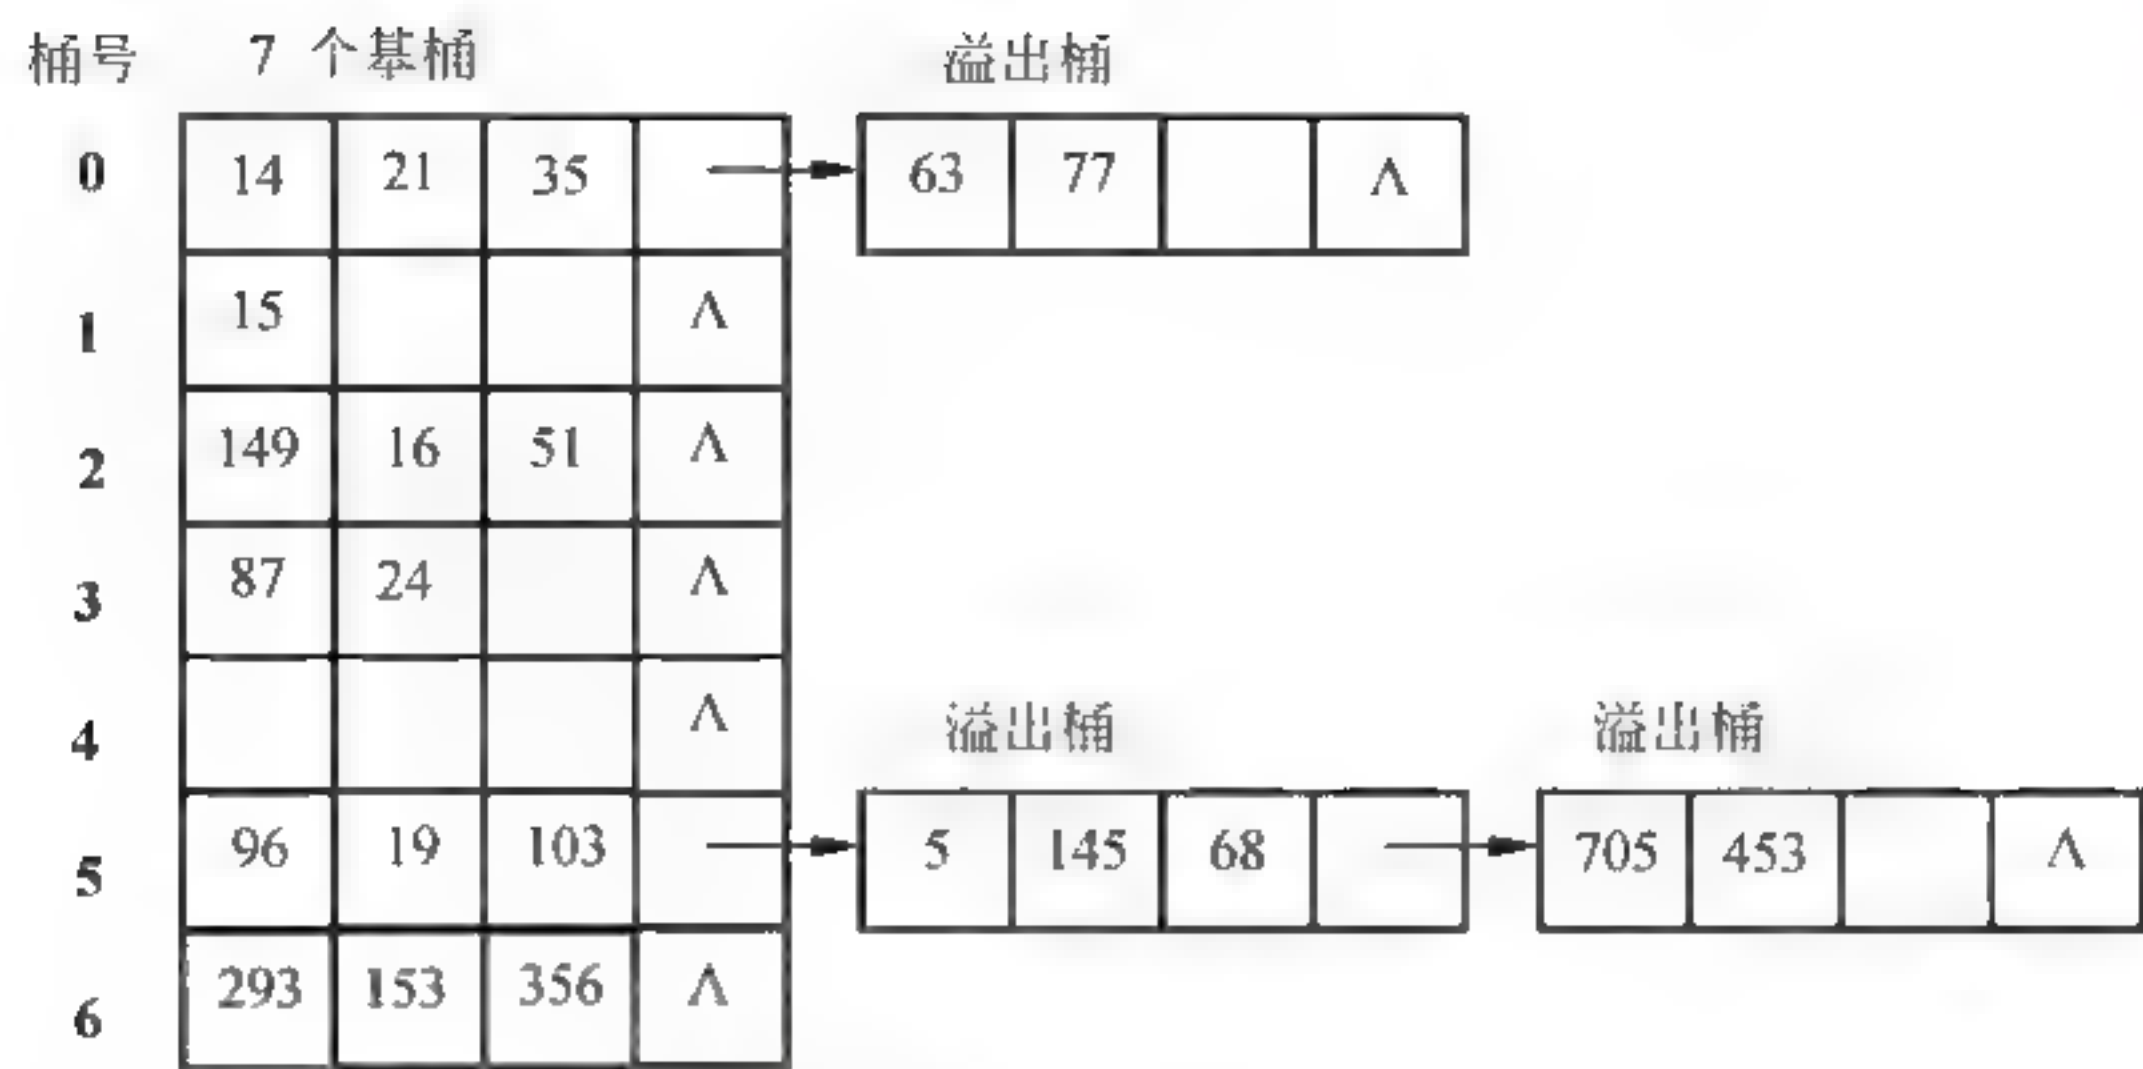 桶号 7 个基桶 溢出桶
0 14 21 35 63 77 Λ
1 15 Λ
2 149 16 51 Λ
3 87 24 Λ
4 Λ
溢出桶 溢出桶
5 96 19 103 5 145 68 705 453 Λ
6 293 153 356 Λ